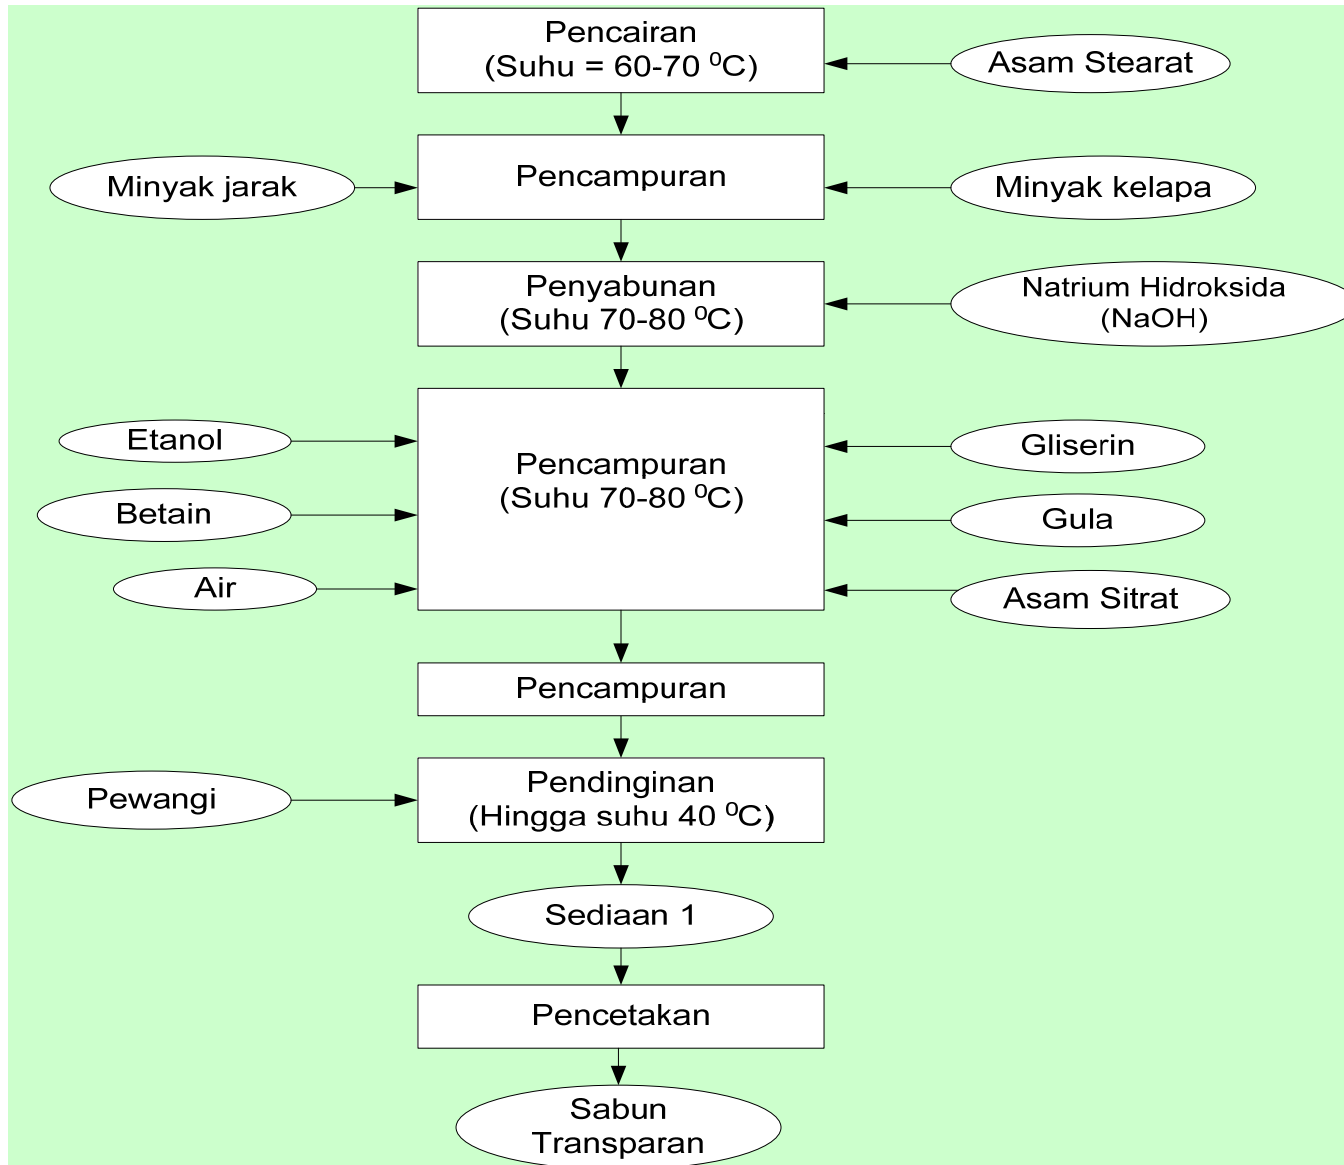 Pencairan
(Suhu = 60-70 ⁰C)
Asam Stearat
Minyak jarak
Pencampuran
Minyak kelapa
Penyabunan
(Suhu 70-80 ⁰C)
Natrium Hidroksida
(NaOH)
Etanol
Betain
Air
Pencampuran
(Suhu 70-80 ⁰C)
Gliserin
Gula
Asam Sitrat
Pencampuran
Pewangi
Pendinginan
(Hingga suhu 40 ⁰C)
Sediaan 1
Pencetakan
Sabun
Transparan